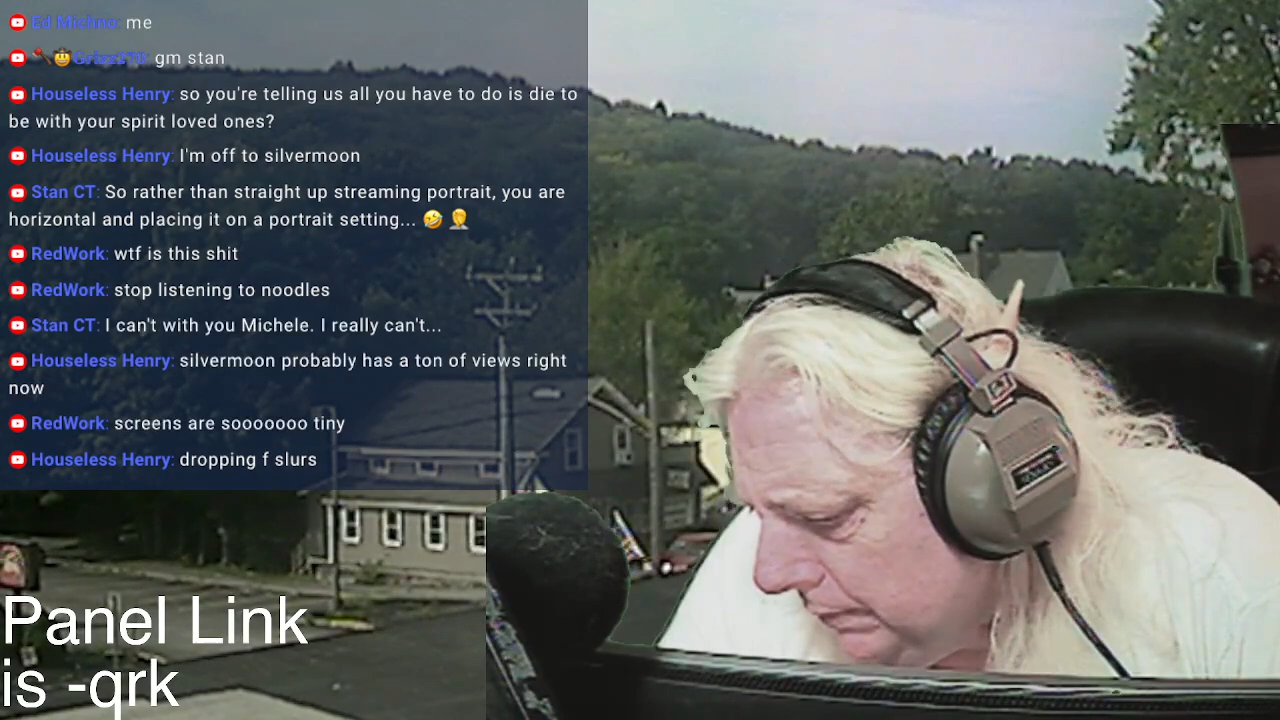 Ed Michne: me
Grizz270: gm stan
Houseless Henry: so you're telling us all you have to do is die to
be with your spirit loved ones?
Houseless Henry: I'm off to silvermoon
Stan CT: So rather than straight up streaming portrait, you are
horizontal and placing it on a portrait setting... 🤣 🤦
RedWork: wtf is this shit
RedWork: stop listening to noodles
Stan CT: I can't with you Michele. I really can't...
Houseless Henry: silvermoon probably has a ton of views right
now
RedWork: screens are sooooooo tiny
Houseless Henry: dropping f slurs
Panel Link
is -qrk